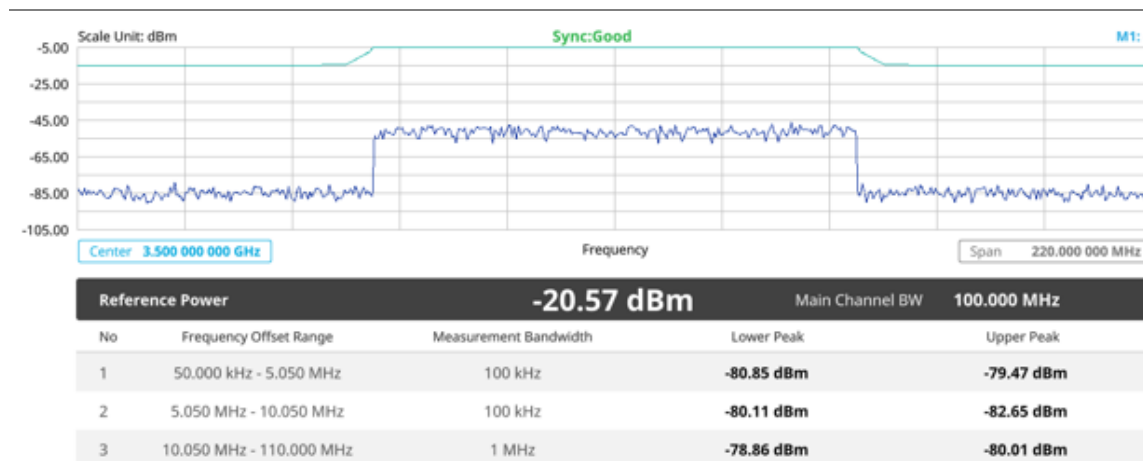 Scale Unit: dBm Sync:Good M1:
-5.00
-25.00
-45.00
-65.00
-85.00
-105.00
Center 3.500 000 000 GHz Frequency Span 220.000 000 MHz
Reference Power -20.57 dBm Main Channel BW 100.000 MHz
No Frequency Offset Range Measurement Bandwidth Lower Peak Upper Peak
1 50.000 kHz - 5.050 MHz 100 kHz -80.85 dBm -79.47 dBm
2 5.050 MHz - 10.050 MHz 100 kHz -80.11 dBm -82.65 dBm
3 10.050 MHz - 110.000 MHz 1 MHz -78.86 dBm -80.01 dBm